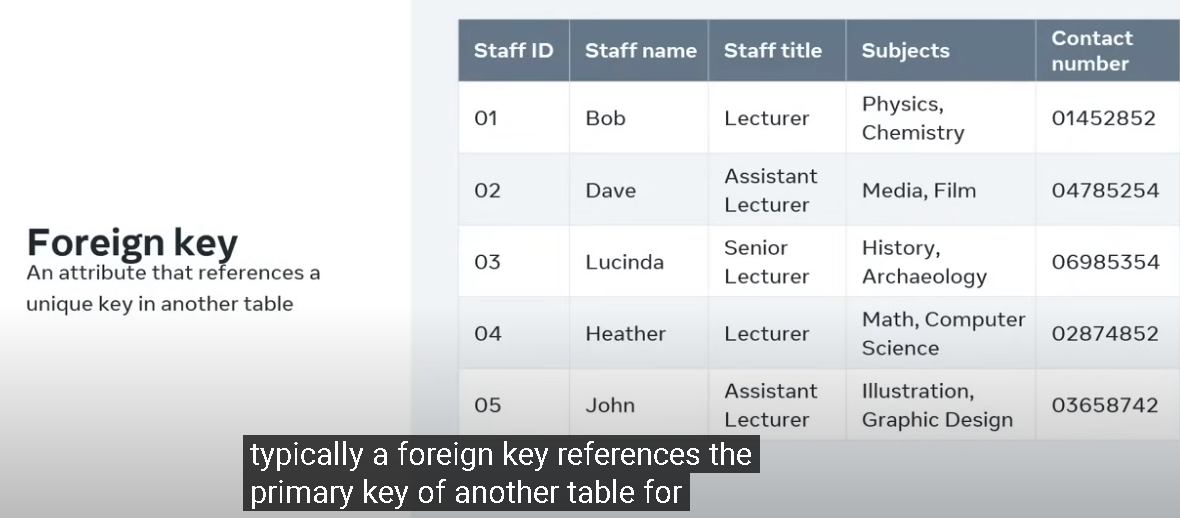 Foreign key
An attribute that references a
unique key in another table
Staff ID Staff name Staff title Subjects Contact number
01 Bob Lecturer Physics, Chemistry 01452852
02 Dave Assistant Lecturer Media, Film 04785254
03 Lucinda Senior Lecturer History, Archaeology 06985354
04 Heather Lecturer Math, Computer Science 02874852
05 John Assistant Lecturer Illustration, Graphic Design 03658742
typically a foreign key references the
primary key of another table for